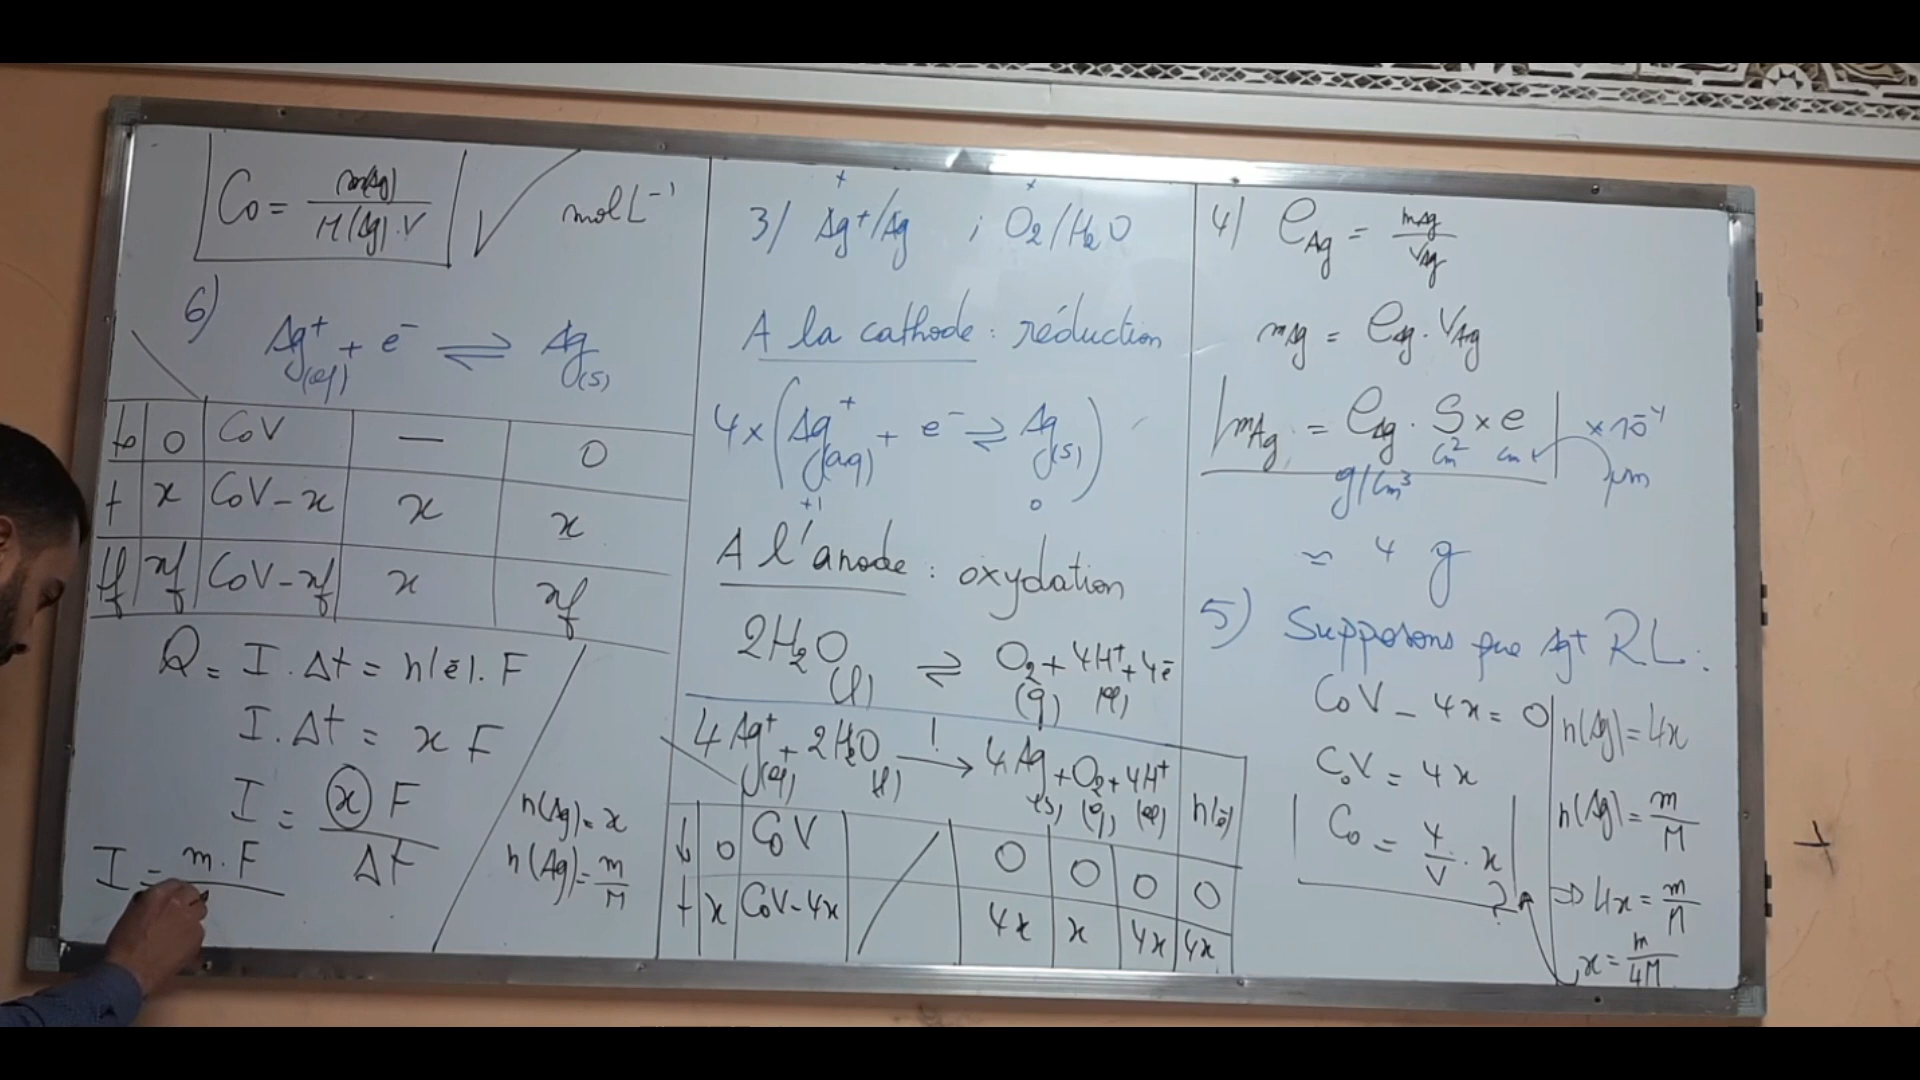 C₀ = m(Ag) / M(Ag).V mol L⁻¹
6)
Ag⁺(aq) + e⁻ ⇌ Ag(s)
t₀ 0 C₀V — 0
t x C₀V - x x x
tf xf C₀V - xf x xf
Q = I . Δt = n(e⁻). F
I. Δt = x F
I = x F / Δt
n(Ag) = x
n(Ag) = m/M
I = m. F
3/ Ag⁺/Ag ; O₂/H₂O
A la cathode : réduction
4 x ( Ag⁺(aq) + e⁻ ⇌ Ag(s) )
+1 0
A l'anode : oxydation
2H₂O(l) ⇌ O₂(g) + 4H⁺(aq) + 4e⁻
4Ag⁺(aq) + 2H₂O(l) →¹ 4Ag(s) + O₂(g) + 4H⁺(aq) n(e⁻)
t 0 C₀V 0 0 0 0
t x C₀V - 4x 4x x 4x 4x
4/ ρAg = mAg / VAg
mAg = ρAg . VAg
mAg = ρAg . S x e x 10⁻⁴
g/cm³ cm² cm μm
≈ 4 g
5) Supposons que Ag⁺ RL :
C₀V - 4x = 0
C₀V = 4x
C₀ = 4/V . x
?
n(Ag) = 4x
n(Ag) = m/M
⇒ 4x = m/M
x = m/4M